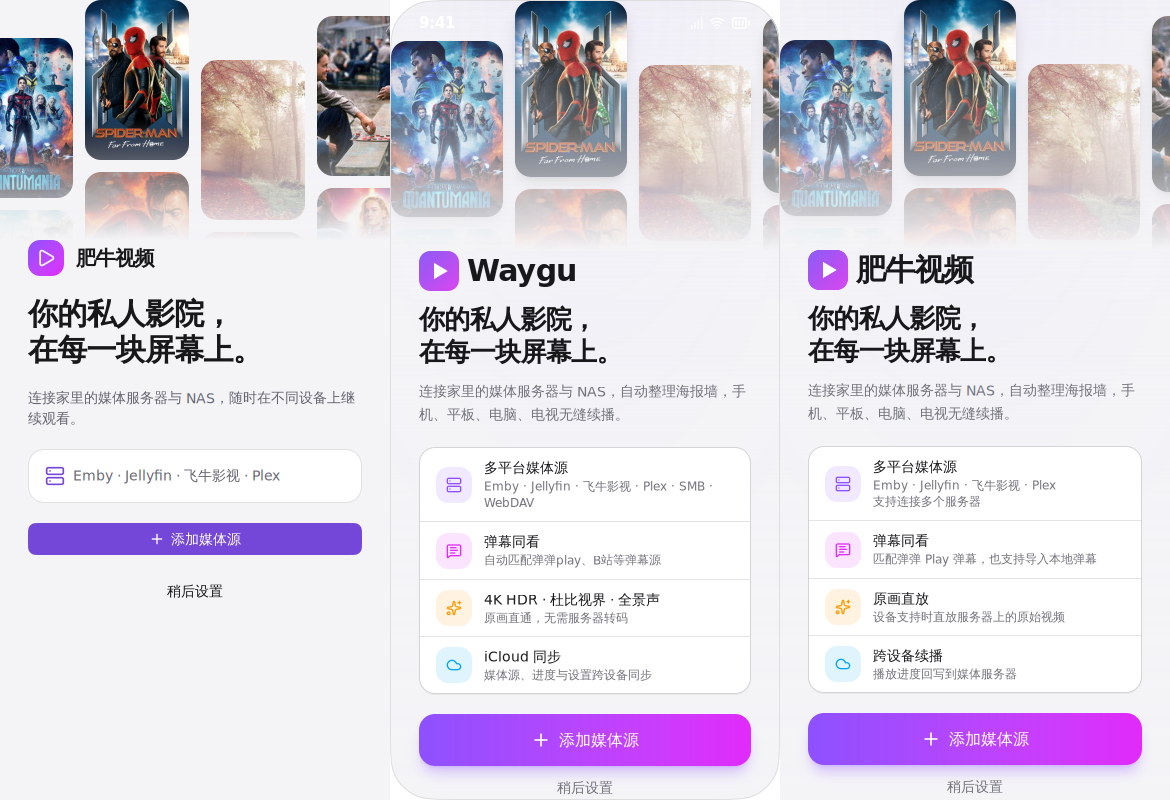 NTUMANIA
SPIDER-MAN
Far From Home
肥牛视频
你的私人影院，
在每一块屏幕上。
连接家里的媒体服务器与 NAS，随时在不同设备上继
续观看。
Emby · Jellyfin · 飞牛影视 · Plex
添加媒体源
稍后设置
9:41
QUANTUMANIA
SPIDER-MAN
Far From Home
Waygu
你的私人影院，
在每一块屏幕上。
连接家里的媒体服务器与 NAS，自动整理海报墙，手
机、平板、电脑、电视无缝续播。
多平台媒体源
Emby · Jellyfin · 飞牛影视 · Plex · SMB ·
WebDAV
弹幕同看
自动匹配弹弹play、B站等弹幕源
4K HDR · 杜比视界 · 全景声
原画直通，无需服务器转码
iCloud 同步
媒体源、进度与设置跨设备同步
添加媒体源
稍后设置
QUANTUMANIA
SPIDER-MAN
Far From Home
肥牛视频
你的私人影院，
在每一块屏幕上。
连接家里的媒体服务器与 NAS，自动整理海报墙，手
机、平板、电脑、电视无缝续播。
多平台媒体源
Emby · Jellyfin · 飞牛影视 · Plex
支持连接多个服务器
弹幕同看
匹配弹弹 Play 弹幕，也支持导入本地弹幕
原画直放
设备支持时直放服务器上的原始视频
跨设备续播
播放进度回写到媒体服务器
添加媒体源
稍后设置